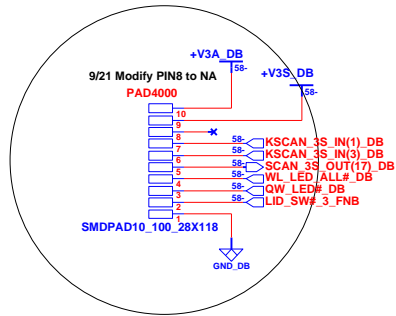 +V3A_DB
58-
+V3S_DB
58-
9/21 Modify PIN8 to NA
PAD4000
10
9
8
58- KSCAN_3S_IN(1)_DB
7
58- KSCAN_3S_IN(3)_DB
6
58- SCAN_3S_OUT(17)_DB
5
58- WL_LED_ALL#_DB
4
58- QW_LED#_DB
3
58- LID_SW#_3_FNB
2
1
SMDPAD10_100_28X118
GND_DB